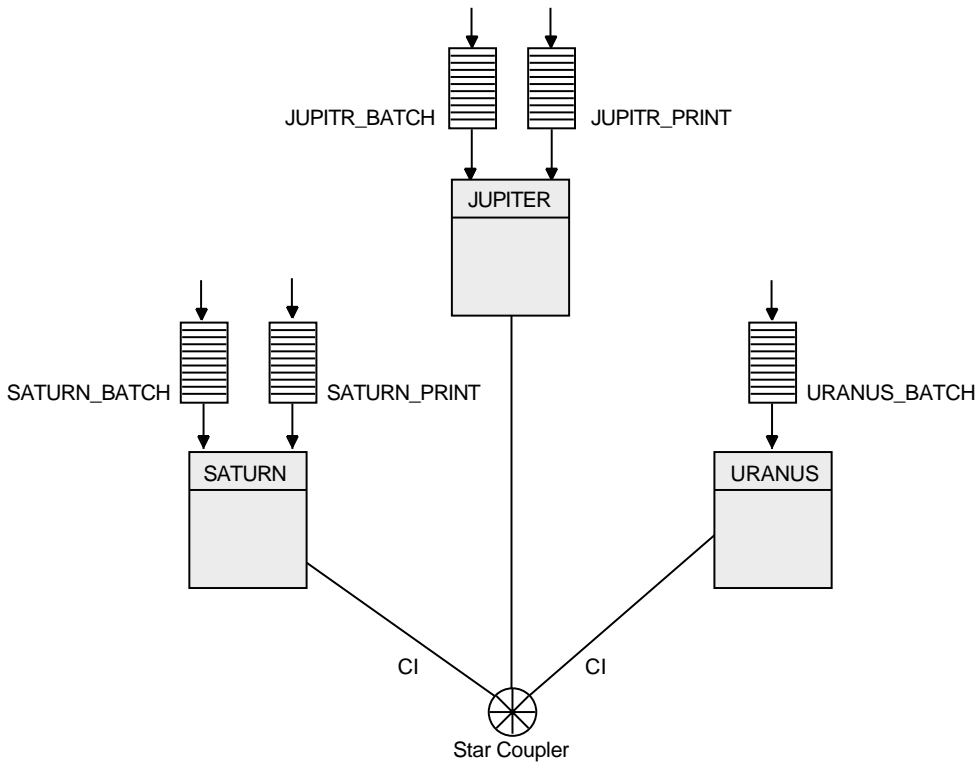 JUPITR_BATCH
JUPITR_PRINT
JUPITER
SATURN_BATCH
SATURN_PRINT
URANUS_BATCH
SATURN
URANUS
CI
CI
Star Coupler